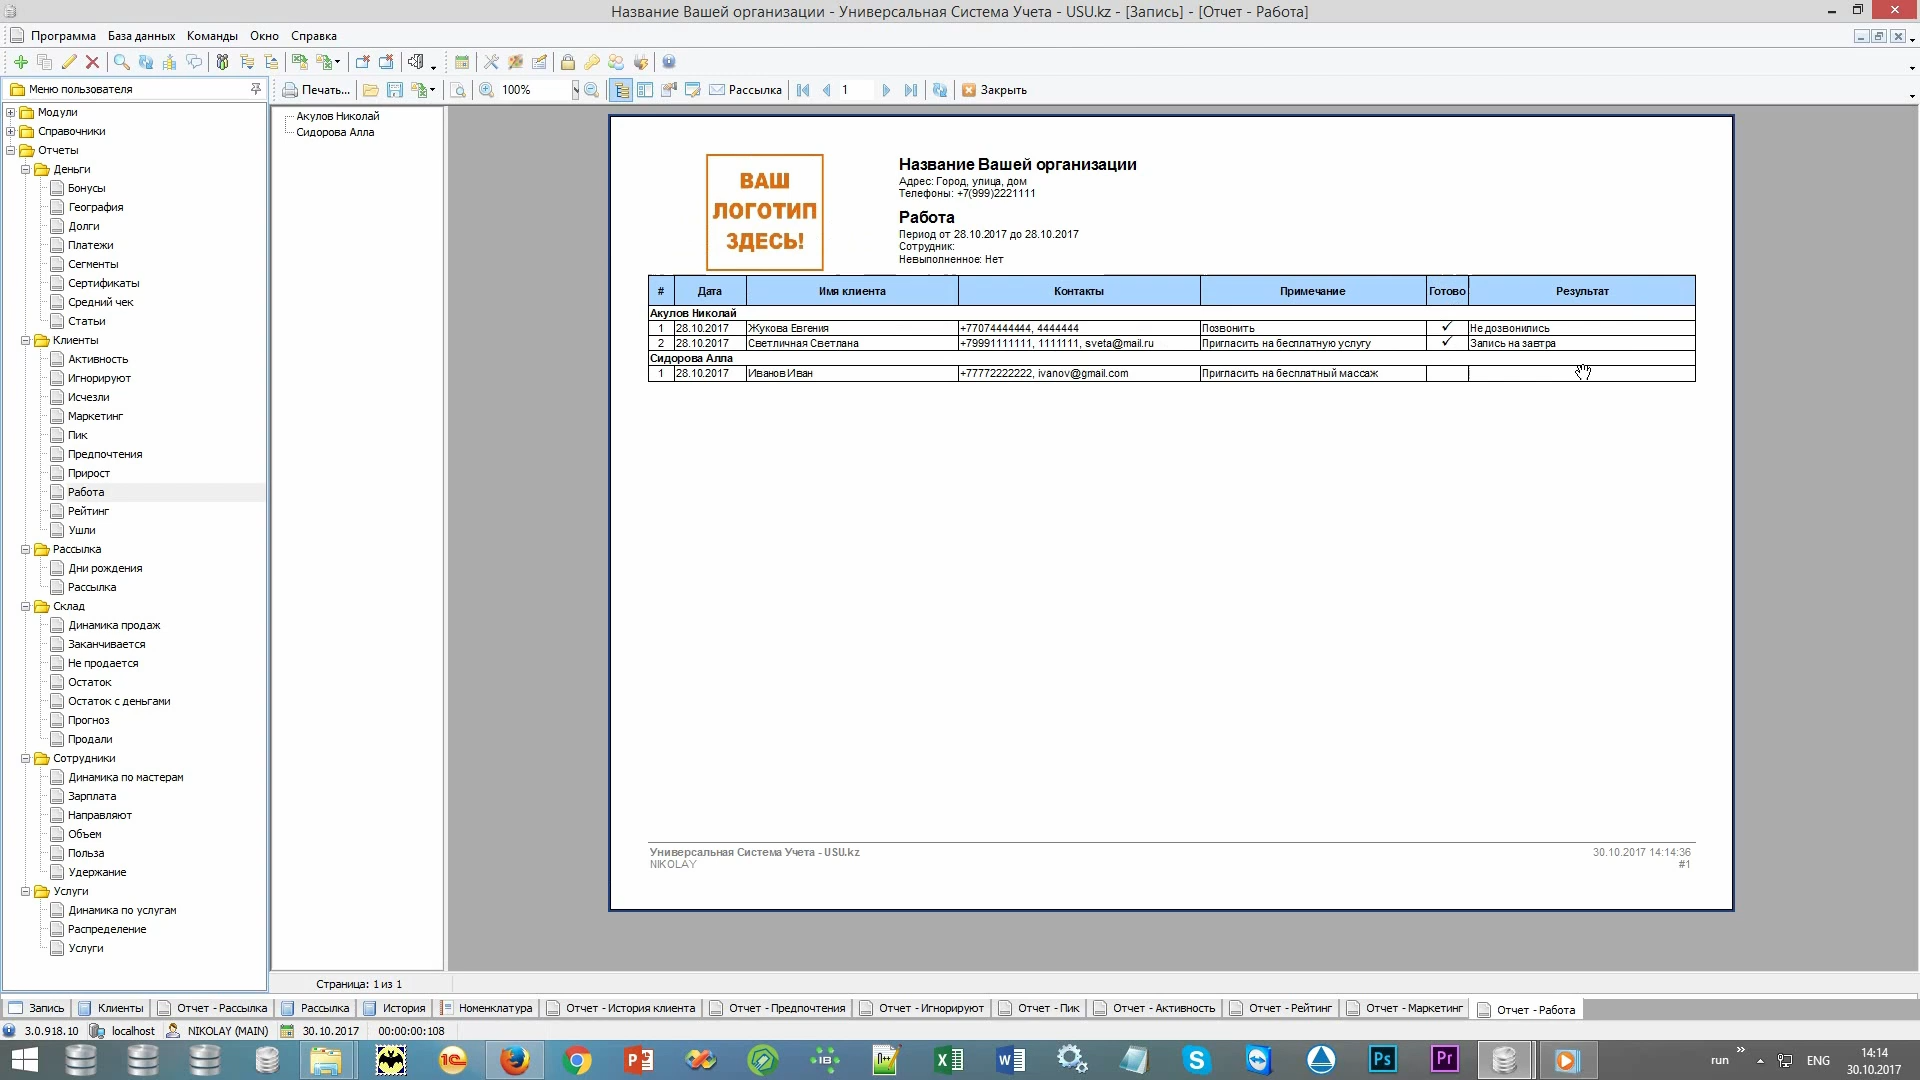 Название Вашей организации - Универсальная Система Учета - USU.kz - [Запись] - [Отчет - Работа]
Программа База данных Команды Окно Справка
Меню пользователя
Печать... 100% Рассылка 1 Закрыть
Модули
Справочники
Отчеты
Деньги
Бонусы
География
Долги
Платежи
Сегменты
Сертификаты
Средний чек
Статьи
Клиенты
Активность
Игнорируют
Исчезли
Маркетинг
Пик
Предпочтения
Прирост
Работа
Рейтинг
Ушли
Рассылка
Дни рождения
Рассылка
Склад
Динамика продаж
Заканчивается
Не продается
Остаток
Остаток с деньгами
Прогноз
Продали
Сотрудники
Динамика по мастерам
Зарплата
Направляют
Объем
Польза
Удержание
Услуги
Динамика по услугам
Распределение
Услуги
Акулов Николай
Сидорова Алла
ВАШ
ЛОГОТИП
ЗДЕСЬ!
Название Вашей организации
Адрес: Город, улица, дом
Телефоны: +7(999)2221111
Работа
Период от 28.10.2017 до 28.10.2017
Сотрудник:
Невыполненное: Нет
# Дата Имя клиента Контакты Примечание Готово Результат
Акулов Николай
1 28.10.2017 Жукова Евгения +77074444444, 4444444 Позвонить ✓ Не дозвонились
2 28.10.2017 Светличная Светлана +79991111111, 1111111, sveta@mail.ru Пригласить на бесплатную услугу ✓ Запись на завтра
Сидорова Алла
1 28.10.2017 Иванов Иван +77772222222, ivanov@gmail.com Пригласить на бесплатный массаж
Универсальная Система Учета - USU.kz 30.10.2017 14:14:36
NIKOLAY #1
Страница: 1 из 1
Запись Клиенты Отчет - Рассылка Рассылка История Номенклатура Отчет - История клиента Отчет - Предпочтения Отчет - Игнорируют Отчет - Пик Отчет - Активность Отчет - Рейтинг Отчет - Маркетинг Отчет - Работа
3.0.918.10 localhost NIKOLAY (MAIN) 30.10.2017 00:00:00:108
run ENG 14:14
30.10.2017